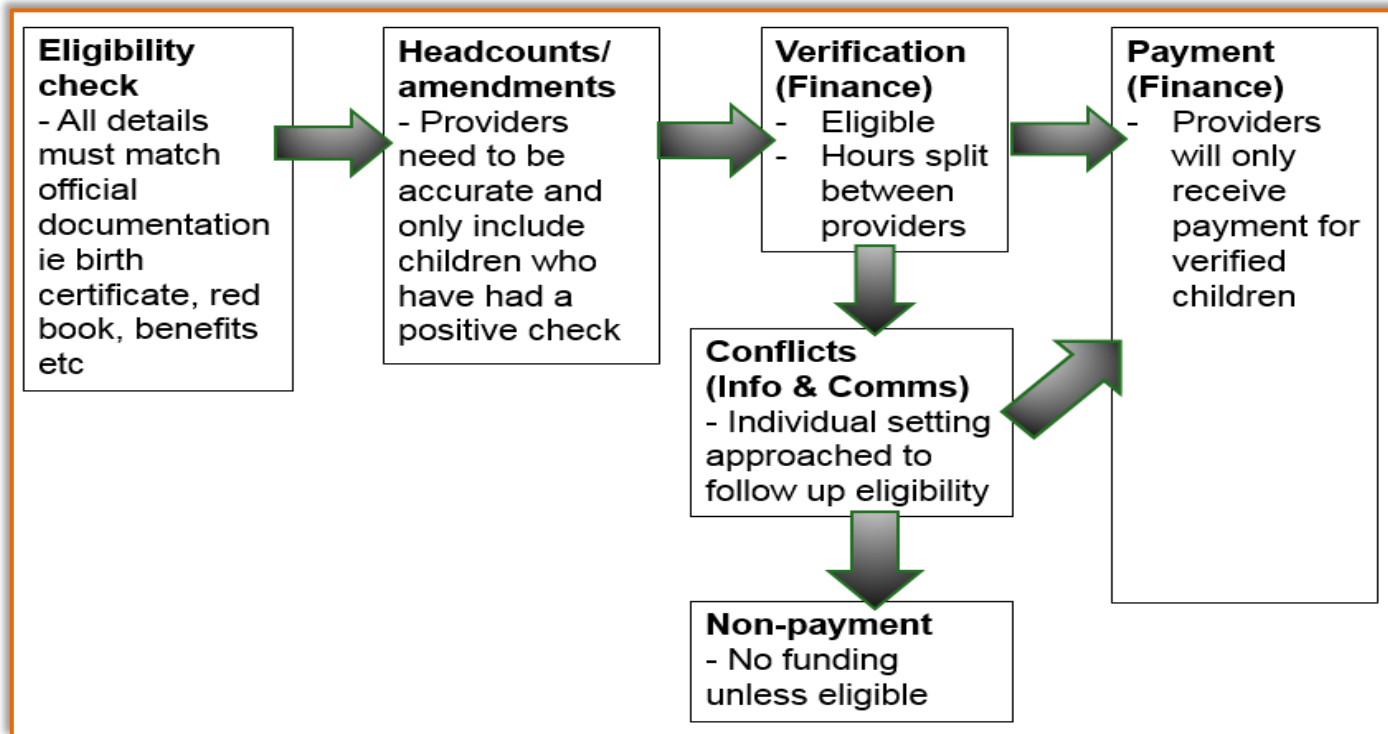 Eligibility
check
- All details
must match
official
documentation
ie birth
certificate, red
book, benefits
etc
Headcounts/
amendments
- Providers
need to be
accurate and
only include
children who
have had a
positive check
Verification
(Finance)
- Eligible
- Hours split
between
providers
Payment
(Finance)
- Providers
will only
receive
payment for
verified
children
Conflicts
(Info & Comms)
- Individual setting
approached to
follow up eligibility
Non-payment
- No funding
unless eligible